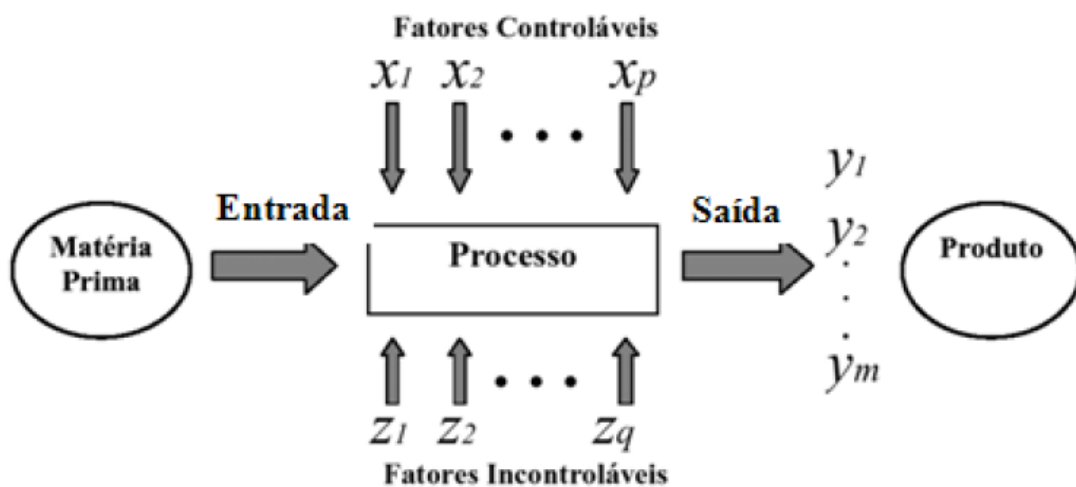 Fatores Controláveis
x1 x2 • • • xp
Entrada
Saída
y1
y2
.
.
.
ym
Matéria
Prima
Processo
Produto
• • •
z1 z2 zq
Fatores Incontroláveis